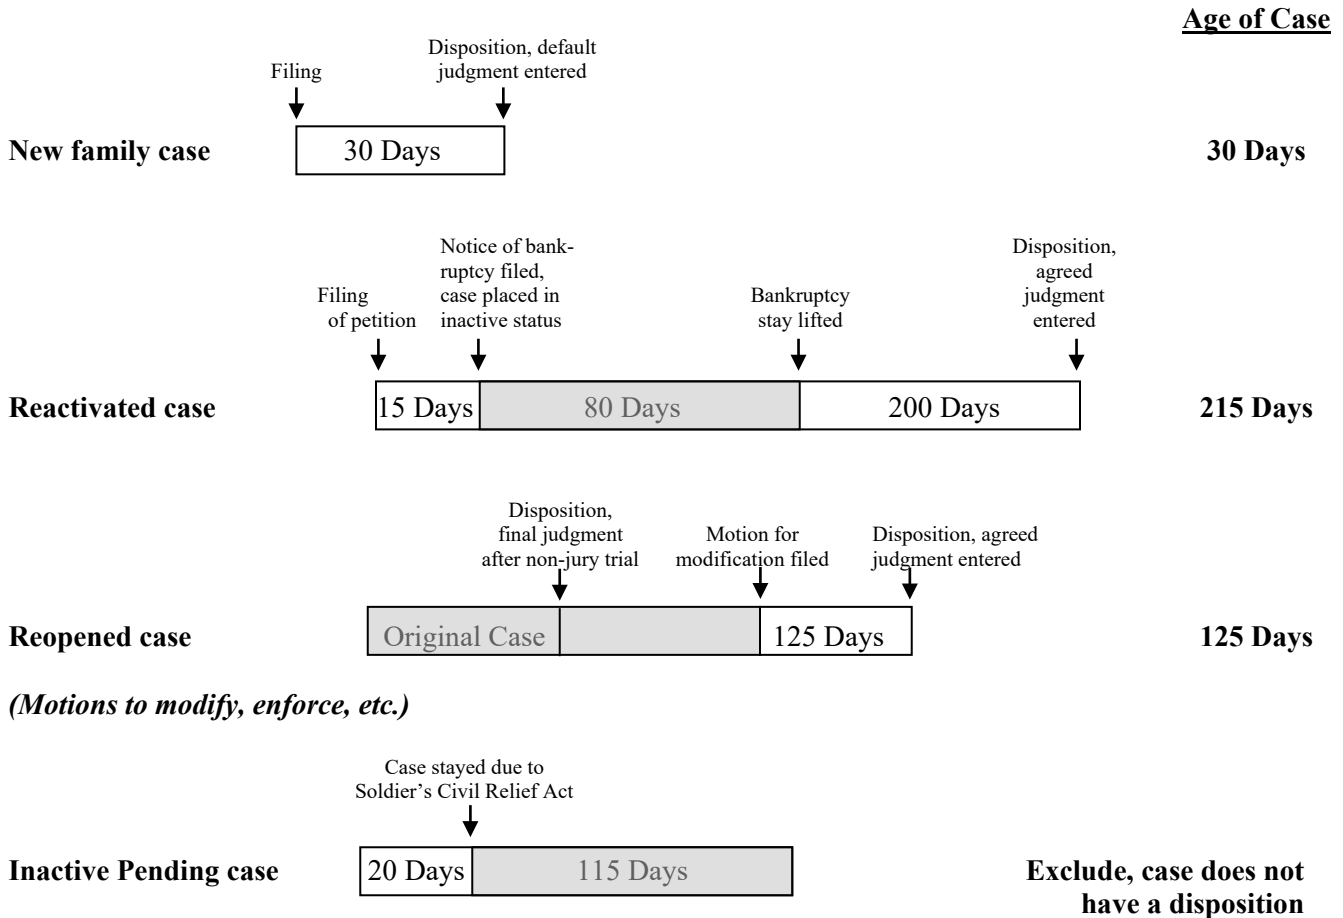 Age of Case
Filing
Disposition, default
judgment entered
New family case
30 Days
30 Days
Filing
of petition
Notice of bank-
ruptcy filed,
case placed in
inactive status
Bankruptcy
stay lifted
Disposition,
agreed
judgment
entered
Reactivated case
15 Days
80 Days
200 Days
215 Days
Disposition,
final judgment
after non-jury trial
Motion for
modification filed
Disposition, agreed
judgment entered
Reopened case
Original Case
125 Days
125 Days
(Motions to modify, enforce, etc.)
Case stayed due to
Soldier’s Civil Relief Act
Inactive Pending case
20 Days
115 Days
Exclude, case does not
have a disposition